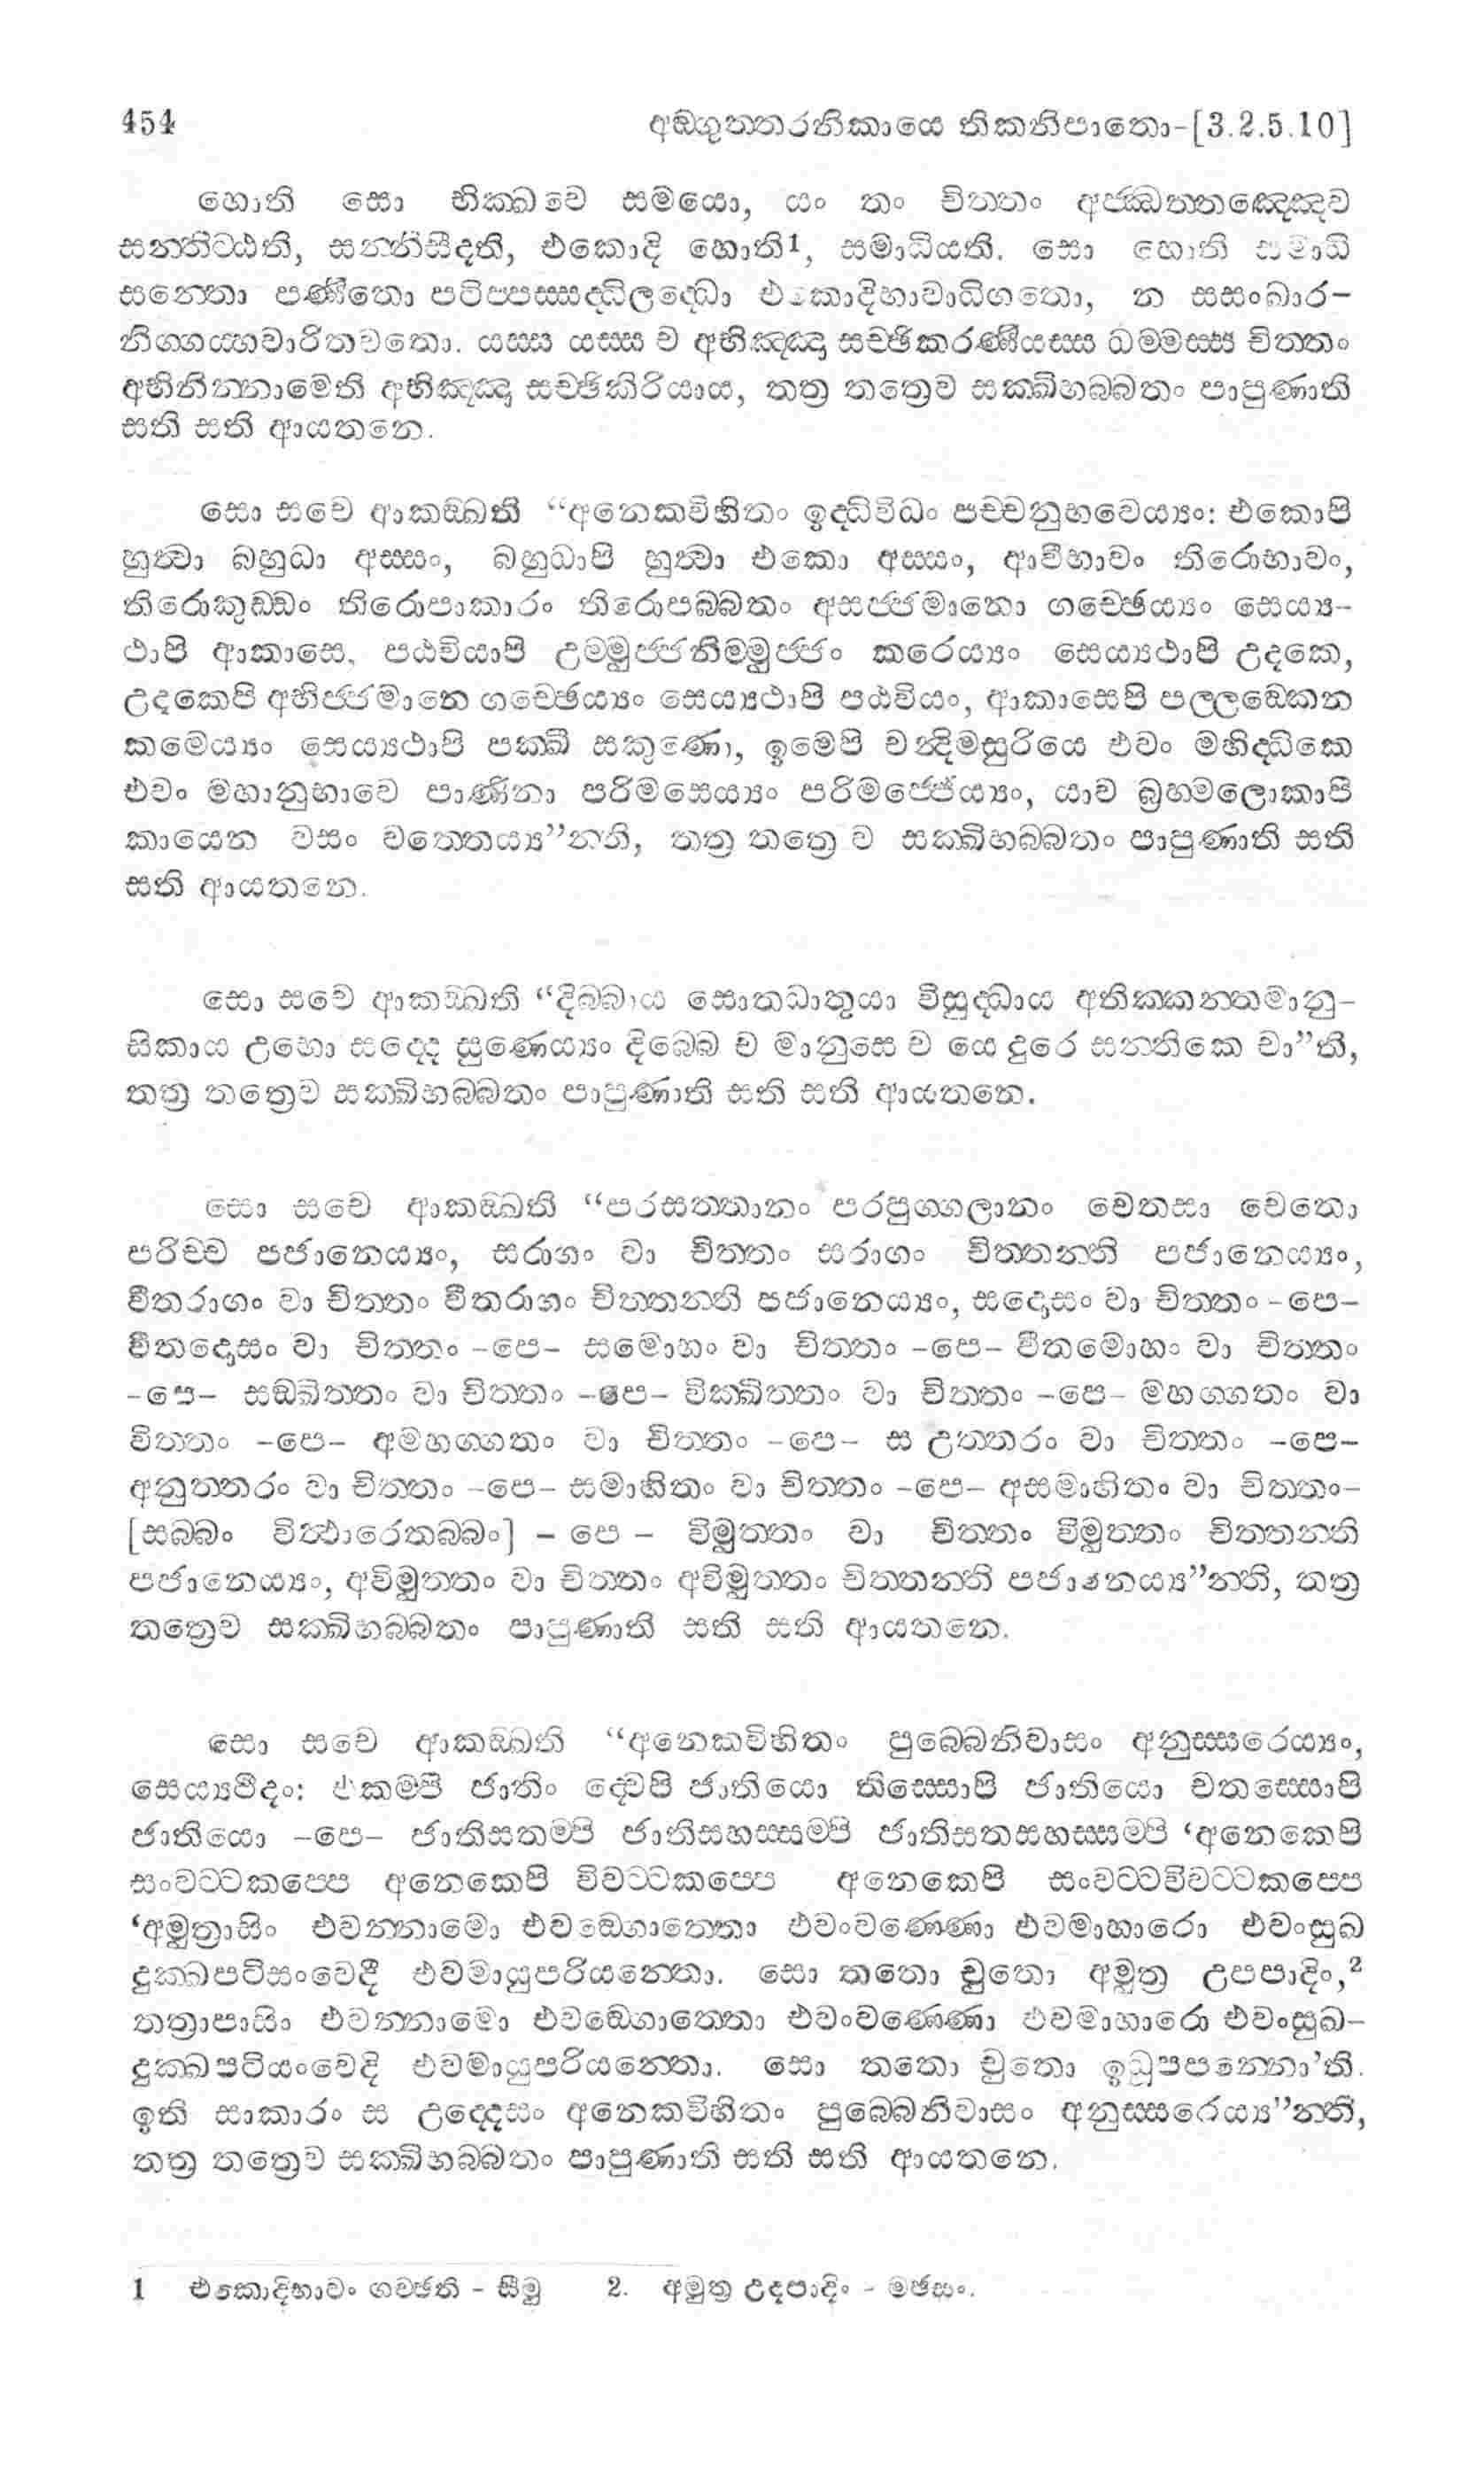 454 අඞ්ගුත්තරනිකායෙ තිකනිපාතො-[3.2.5.10]
හොති සො භික්ඛවෙ සමයො, යං තං චිත්තං අජ්ඣත්තඤ්ඤෙව
සන්තිට්ඨති, සන්නිසීදති, එකොදි හොති1, සමාධියති. සො හොති සමාධි
සන්තො පණීතො පටිප්පස්සද්ධිලද්ධො එකොදිභාවාධිගතො, න සසංඛාර-
නිග්ගය්හවාරිතවතො. යස්ස යස්ස ච අභිඤ්ඤා සච්ඡිකරණීයස්ස ධම්මස්ස චිත්තං
අභිනින්නාමෙති අභිඤ්ඤා සච්ඡිකිරියාය, තත්‍ර තත්‍රෙව සක්ඛිභබ්බතං පාපුණාති
සති සති ආයතනෙ.
සො සචෙ ආකඞ්ඛති “අනෙකවිහිතං ඉද්ධිවිධං පච්චනුභවෙය්‍යං: එකොපි
හුත්‍වා බහුධා අස්සං, බහුධාපි හුත්‍වා එකො අස්සං, ආවිභාවං තිරොභාවං,
තිරොකුඩ්ඩං තිරොපාකාරං තිරොපබ්බතං අසජ්ජමානො ගච්ඡෙය්‍යං සෙය්‍ය-
ථාපි ආකාසෙ, පඨවියාපි උම්මුජ්ජනිම්මුජ්ජං කරෙය්‍යං සෙය්‍යථාපි උදකෙ,
උදකෙපි අභිජ්ජමානෙ ගච්ඡෙය්‍යං සෙය්‍යථාපි පඨවියං, ආකාසෙපි පල්ලඞ්කෙන
කමෙය්‍යං සෙය්‍යථාපි පක්ඛී සකුණො, ඉමෙපි චන්‍දිමසුරියෙ එවං මහිද්ධිකෙ
එවං මහානුභාවෙ පාණිනා පරිමසෙය්‍යං පරිමජ්ජෙය්‍යං, යාව බ්‍රහ්මලොකාපි
කායෙන වසං වත්තෙය්‍ය”න්ති, තත්‍ර තත්‍රෙ ව සක්ඛිභබ්බතං පාපුණාති සති
සති ආයතනෙ.
සො සචෙ ආකඞ්ඛති “දිබ්බාය සොතධාතුයා විසුද්ධාය අතික්කන්තමානු-
සිකාය උභො සද්දෙ සුණෙය්‍යං දිබ්බෙ ච මානුසෙ ච යෙ දූරෙ සන්තිකෙ චා”ති,
තත්‍ර තත්‍රෙව සක්ඛිභබ්බතං පාපුණාති සති සති ආයතනෙ.
සො සචෙ ආකඞ්ඛති “පරසත්තානං පරපුග්ගලානං චෙතසා චෙතො
පරිච්ච පජානෙය්‍යං, සරාගං වා චිත්තං සරාගං චිත්තන්ති පජානෙය්‍යං,
වීතරාගං වා චිත්තං වීතරාගං චිත්තන්ති පජානෙය්‍යං, සදොසං වා චිත්තං -පෙ-
වීතදොසං වා චිත්තං -පෙ- සමොහං වා චිත්තං -පෙ- වීතමොහං වා චිත්තං
-පෙ- සඞ්ඛිත්තං වා චිත්තං -පෙ- වික්ඛිත්තං වා චිත්තං -පෙ- මහග්ගතං වා
චිත්තං -පෙ- අමහග්ගතං වා චිත්තං -පෙ- ස උත්තරං වා චිත්තං -පෙ-
අනුත්තරං වා චිත්තං -පෙ- සමාහිතං වා චිත්තං -පෙ- අසමාහිතං වා චිත්තං-
[සබ්බං විත්‍ථාරෙතබ්බං] - පෙ - විමුත්තං වා චිත්තං විමුත්තං චිත්තන්ති
පජානෙය්‍යං, අවිමුත්තං වා චිත්තං අවිමුත්තං චිත්තන්ති පජානෙය්‍ය”න්ති, තත්‍ර
තත්‍රෙව සක්ඛිභබ්බතං පාපුණාති සති සති ආයතනෙ.
සො සචෙ ආකඞ්ඛති “අනෙකවිහිතං පුබ්බෙනිවාසං අනුස්සරෙය්‍යං,
සෙය්‍යථිදං: එකම්පි ජාතිං ද්වෙපි ජාතියො තිස්සොපි ජාතියො චතස්සොපි
ජාතියො -පෙ- ජාතිසතම්පි ජාතිසහස්සම්පි ජාතිසතසහස්සම්පි ‘අනෙකෙපි
සංවට්ටකප්පෙ අනෙකෙපි විවට්ටකප්පෙ අනෙකෙපි සංවට්ටවිවට්ටකප්පෙ
‘අමුත්‍රාසිං එවන්නාමො එවඞ්ගොත්තො එවංවණ්ණො එවමාහාරො එවංසුඛ
දුක්ඛපටිසංවෙදී එවමායුපරියන්තො. සො තතො චුතො අමුත්‍ර උපපාදිං,2
තත්‍රාපාසිං එවන්නාමො එවඞ්ගොත්තො එවංවණ්ණො එවමාහාරො එවංසුඛ-
දුක්ඛපටියංවෙදි එවමායුපරියන්තො. සො තතො චුතො ඉධූපපන්නො’ති.
ඉති සාකාරං ස උද්දෙසං අනෙකවිහිතං පුබ්බෙනිවාසං අනුස්සරෙය්‍ය”න්ති,
තත්‍ර තත්‍රෙව සක්ඛිභබ්බතං පාපුණාති සති සති ආයතනෙ.
1 එකොදිභාවං ගච්ඡති - සීමු 2. අමුත්‍ර උදපාදිං - මඡසං.